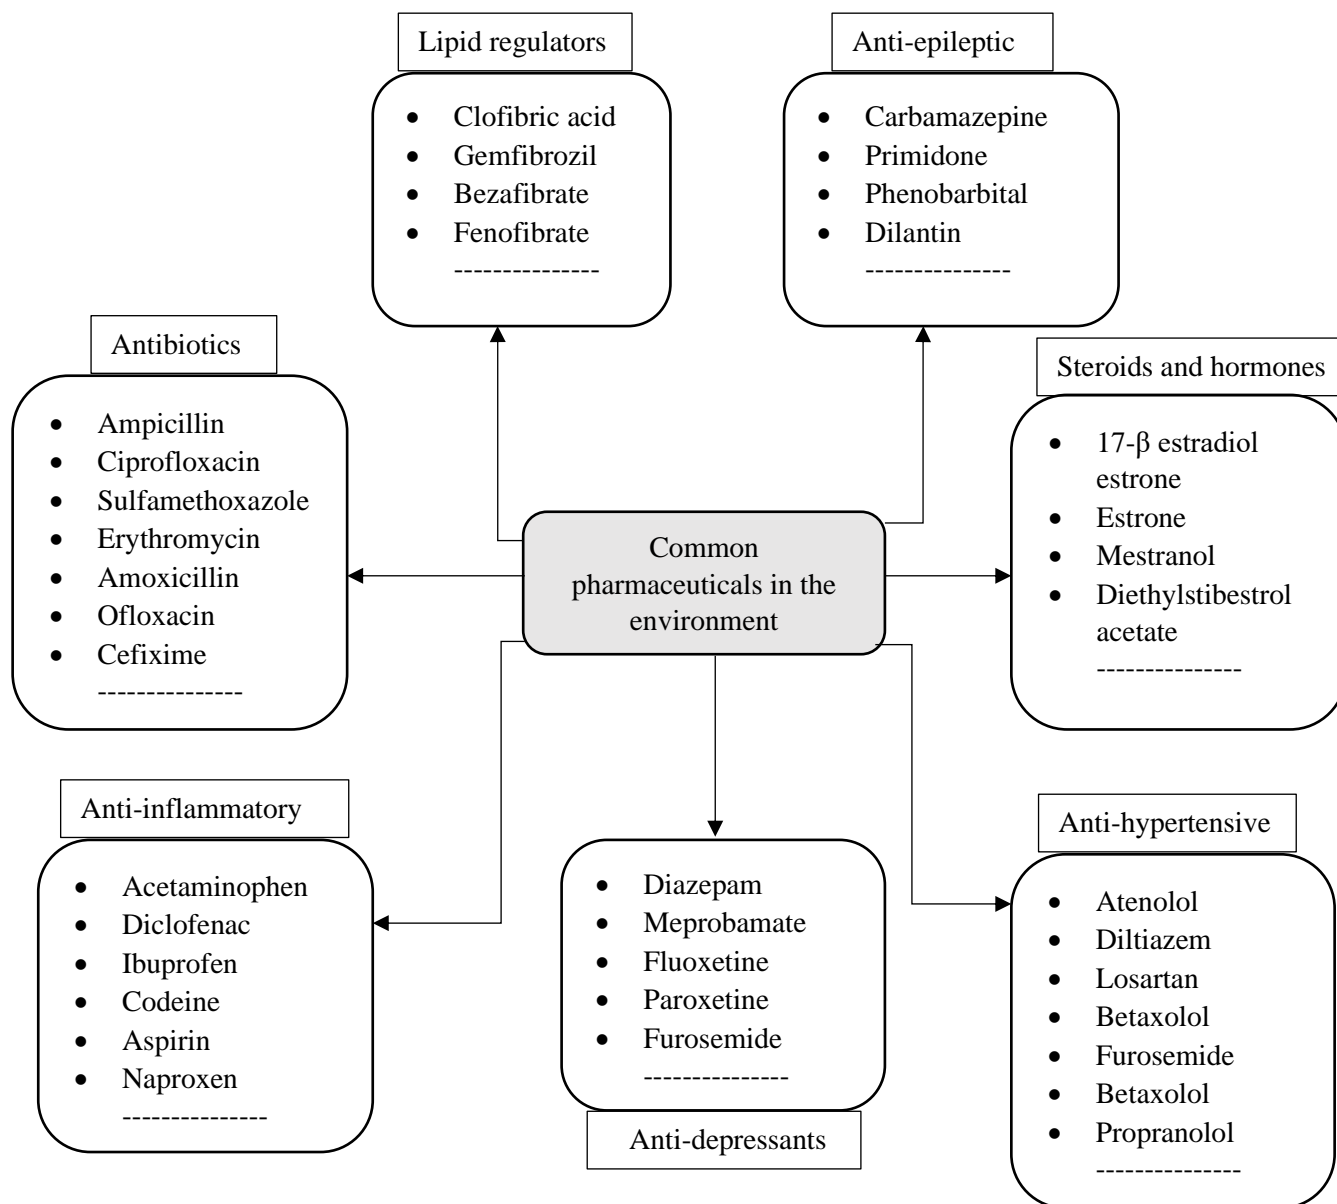 Lipid regulators
• Clofibric acid
• Gemfibrozil
• Bezafibrate
• Fenofibrate
---------------
Anti-epileptic
• Carbamazepine
• Primidone
• Phenobarbital
• Dilantin
---------------
Antibiotics
• Ampicillin
• Ciprofloxacin
• Sulfamethoxazole
• Erythromycin
• Amoxicillin
• Ofloxacin
• Cefixime
---------------
Common
pharmaceuticals in the
environment
Steroids and hormones
• 17-β estradiol
estrone
• Estrone
• Mestranol
• Diethylstibestrol
acetate
---------------
Anti-inflammatory
• Acetaminophen
• Diclofenac
• Ibuprofen
• Codeine
• Aspirin
• Naproxen
---------------
• Diazepam
• Meprobamate
• Fluoxetine
• Paroxetine
• Furosemide
---------------
Anti-depressants
Anti-hypertensive
• Atenolol
• Diltiazem
• Losartan
• Betaxolol
• Furosemide
• Betaxolol
• Propranolol
---------------